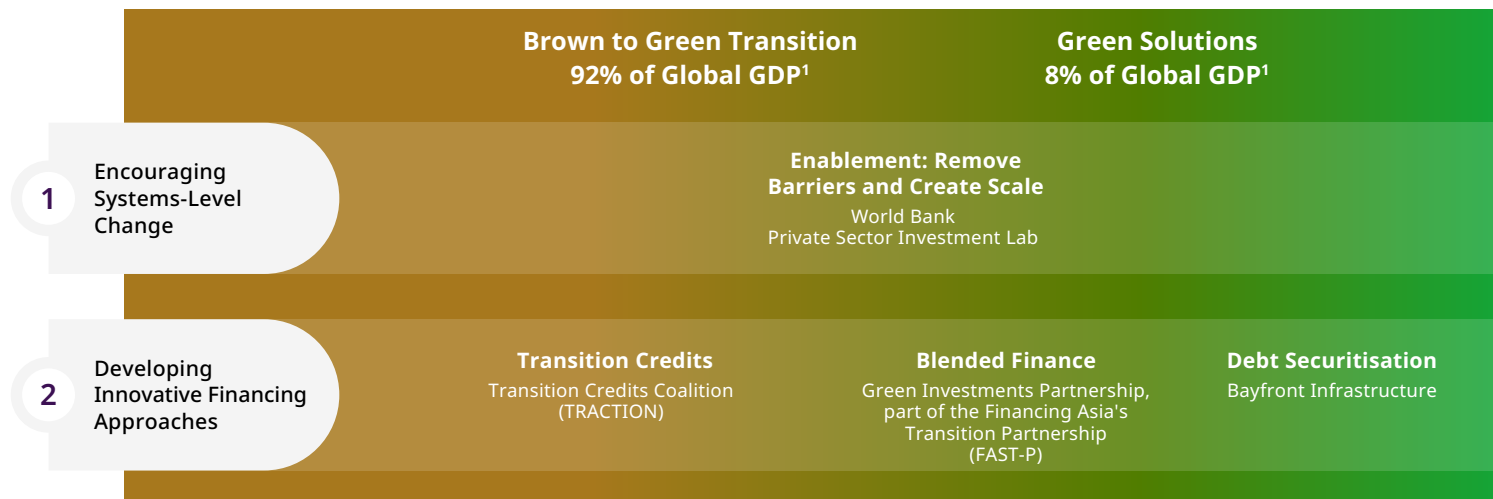 Brown to Green Transition
92% of Global GDP¹
Green Solutions
8% of Global GDP¹
1
Encouraging
Systems-Level
Change
Enablement: Remove
Barriers and Create Scale
World Bank
Private Sector Investment Lab
2
Developing
Innovative Financing
Approaches
Transition Credits
Transition Credits Coalition
(TRACTION)
Blended Finance
Green Investments Partnership,
part of the Financing Asia's
Transition Partnership
(FAST-P)
Debt Securitisation
Bayfront Infrastructure